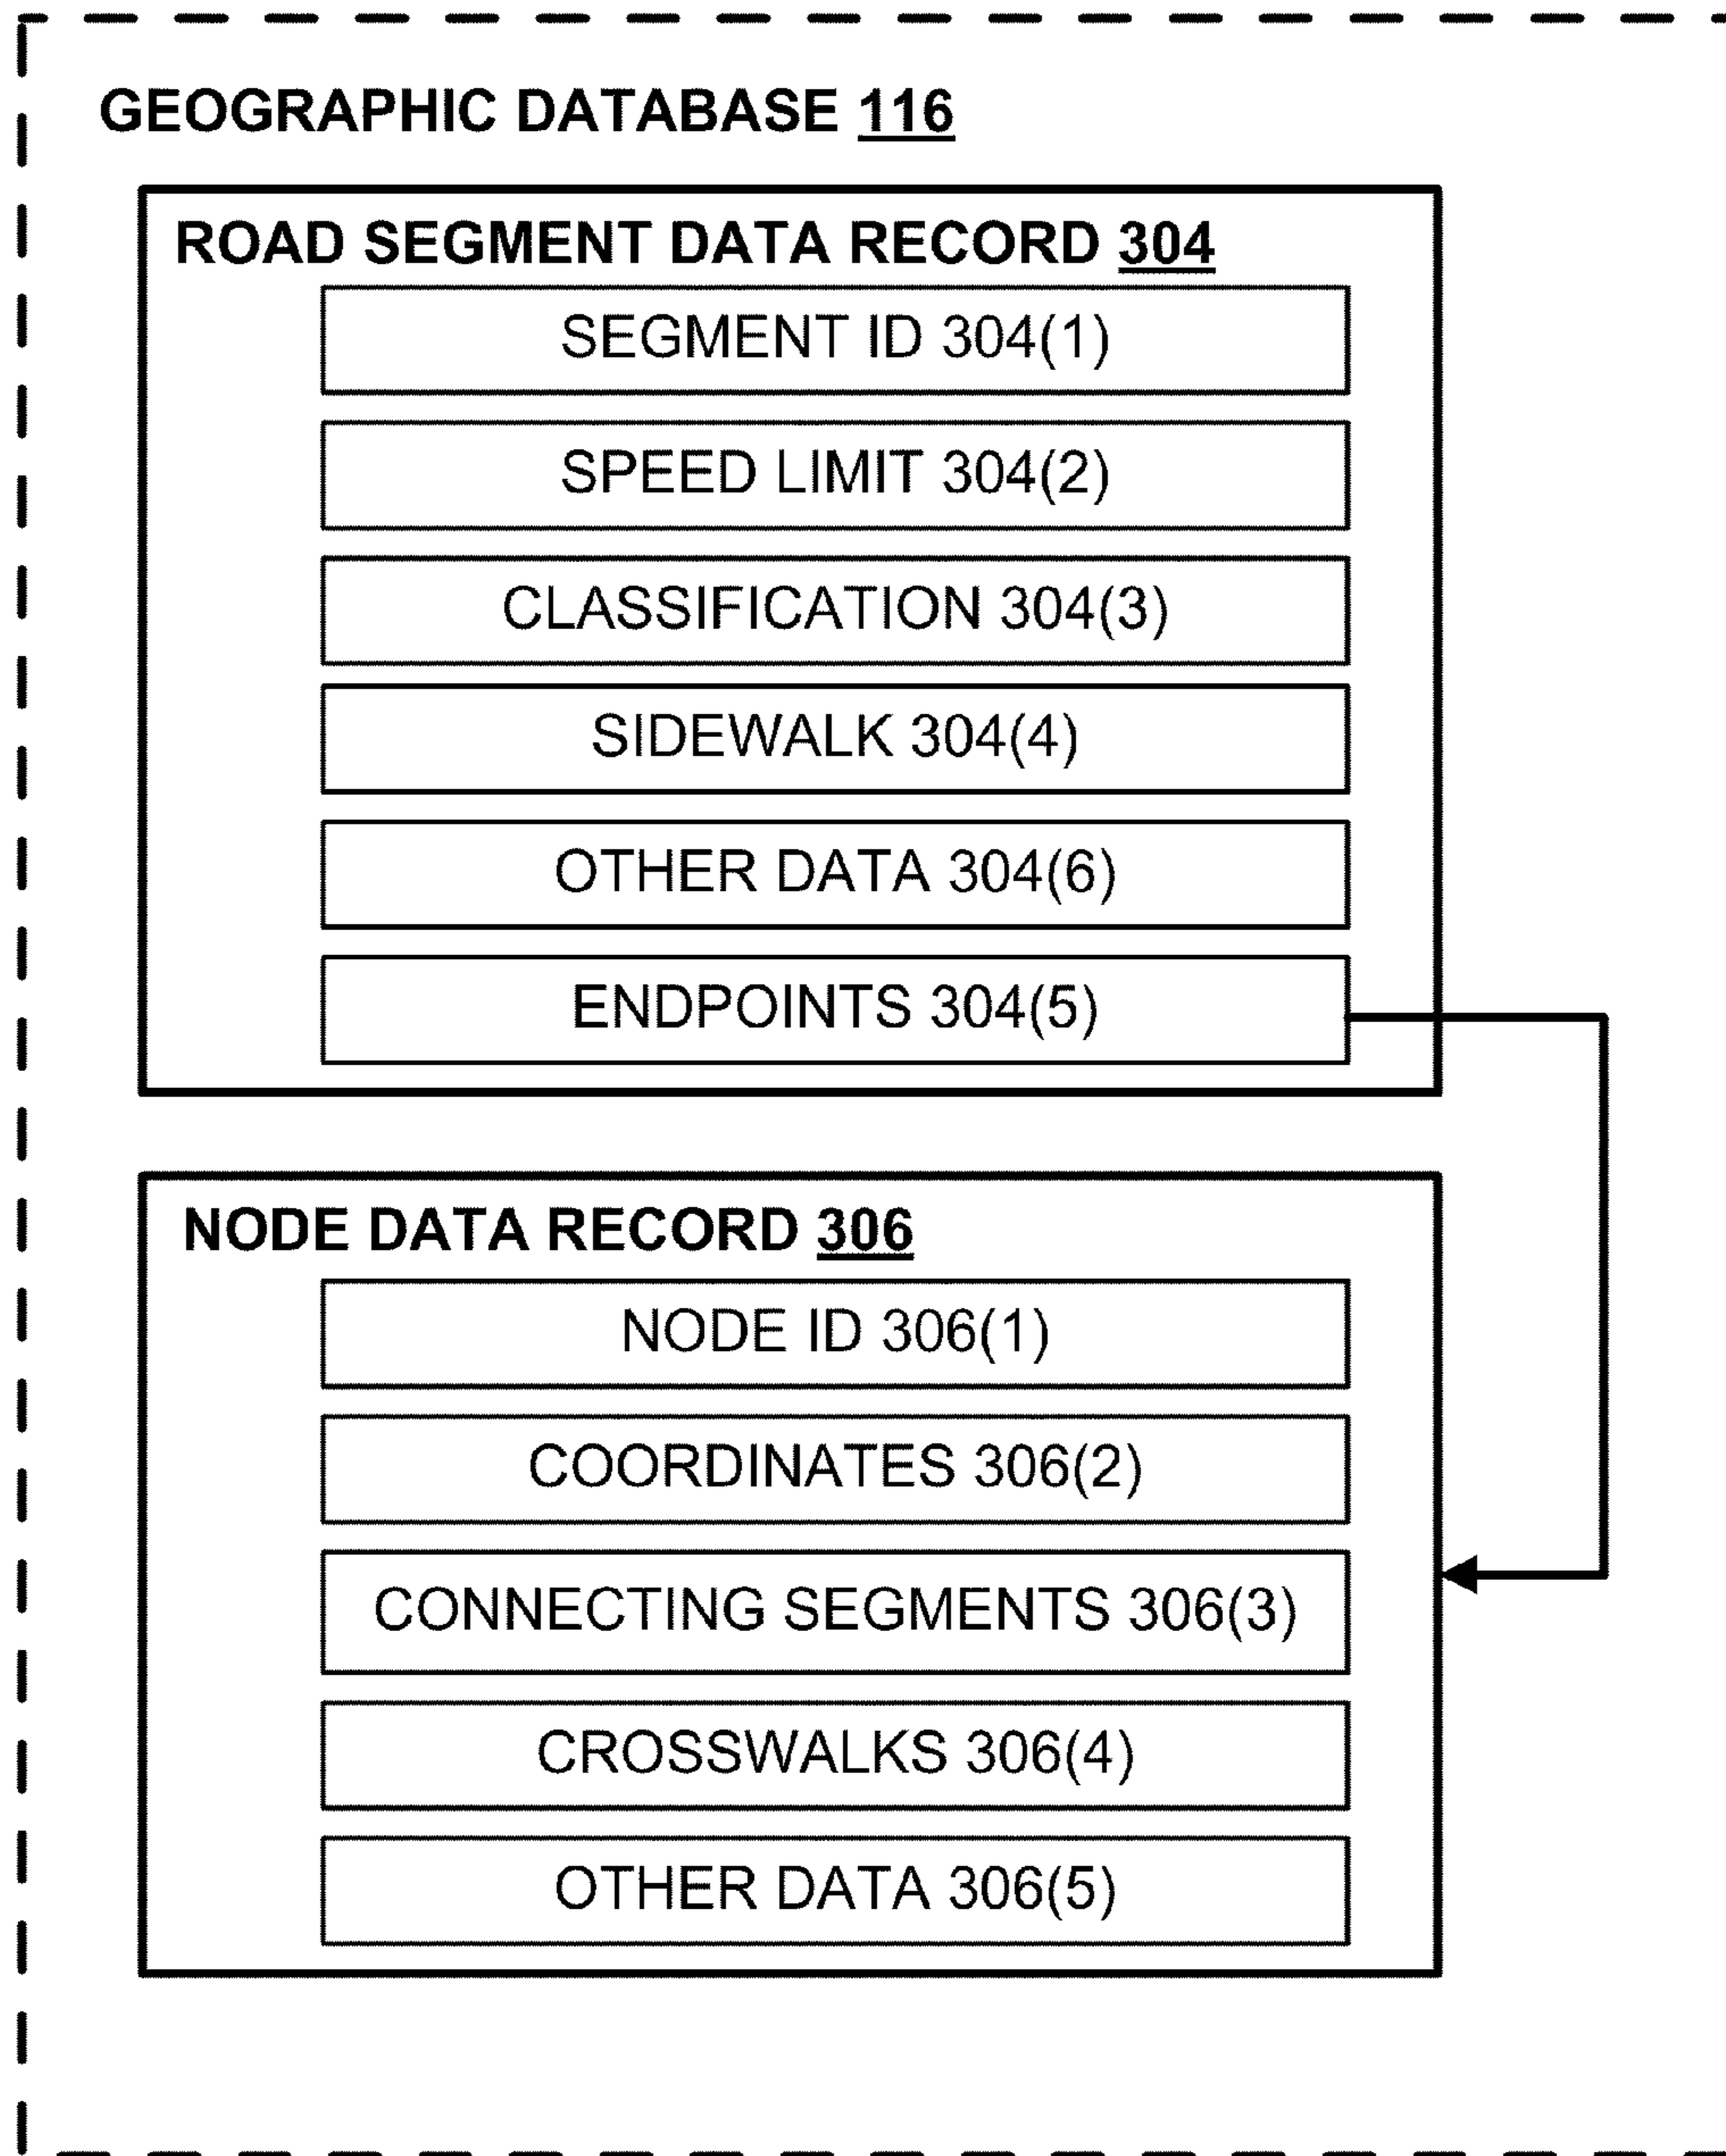 GEOGRAPHIC DATABASE 116
ROAD SEGMENT DATA RECORD 304
SEGMENT ID 304(1)
SPEED LIMIT 304(2)
CLASSIFICATION 304(3)
SIDEWALK 304(4)
OTHER DATA 304(6)
ENDPOINTS 304(5)
NODE DATA RECORD 306
NODE ID 306(1)
COORDINATES 306(2)
CONNECTING SEGMENTS 306(3)
CROSSWALKS 306(4)
OTHER DATA 306(5)